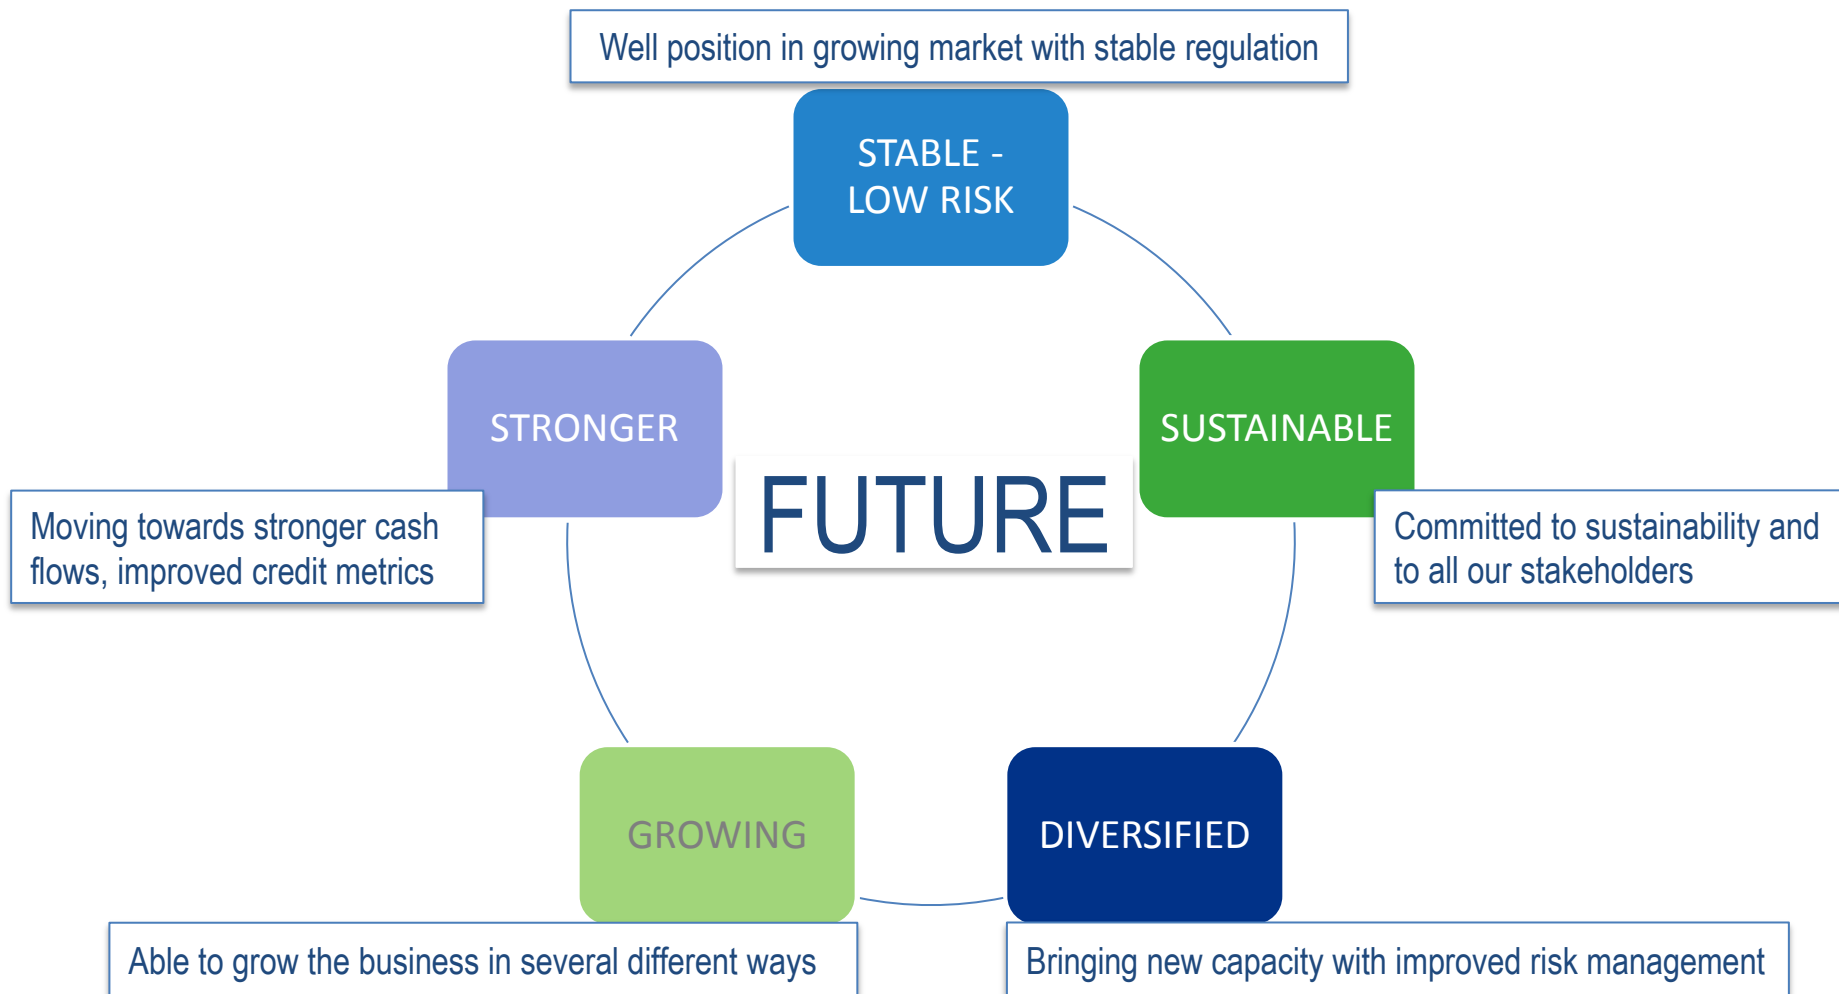 Well position in growing market with stable regulation
STABLE -
LOW RISK
STRONGER
SUSTAINABLE
FUTURE
Moving towards stronger cash
flows, improved credit metrics
Committed to sustainability and
to all our stakeholders
GROWING
DIVERSIFIED
Able to grow the business in several different ways
Bringing new capacity with improved risk management